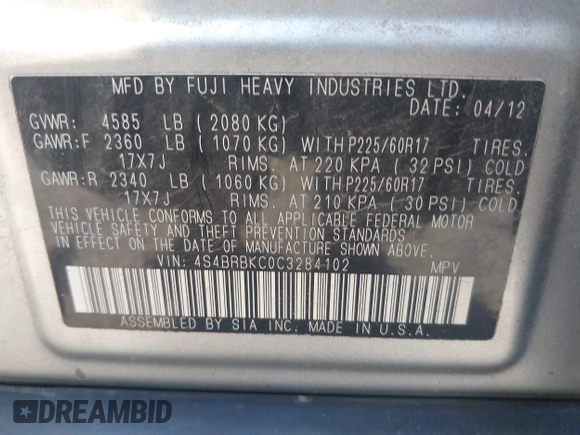 MFD BY FUJI HEAVY INDUSTRIES LTD.
DATE: 04/12
GVWR: 4585 LB ( 2080 KG)
GAWR:F 2360 LB ( 1070 KG) WITH P225/60R17 TIRES,
17X7J RIMS, AT 220 KPA ( 32 PSI) COLD
GAWR:R 2340 LB ( 1060 KG) WITH P225/60R17 TIRES,
17X7J RIMS, AT 210 KPA ( 30 PSI) COLD
THIS VEHICLE CONFORMS TO ALL APPLICABLE FEDERAL MOTOR
VEHICLE SAFETY AND THEFT PREVENTION STANDARDS
IN EFFECT ON THE DATE OF MANUFACTURE SHOWN ABOVE.
VIN: 4S4BRBKC0C3284102 MPV
ASSEMBLED BY SIA INC. MADE IN U.S.A.
DREAMBID